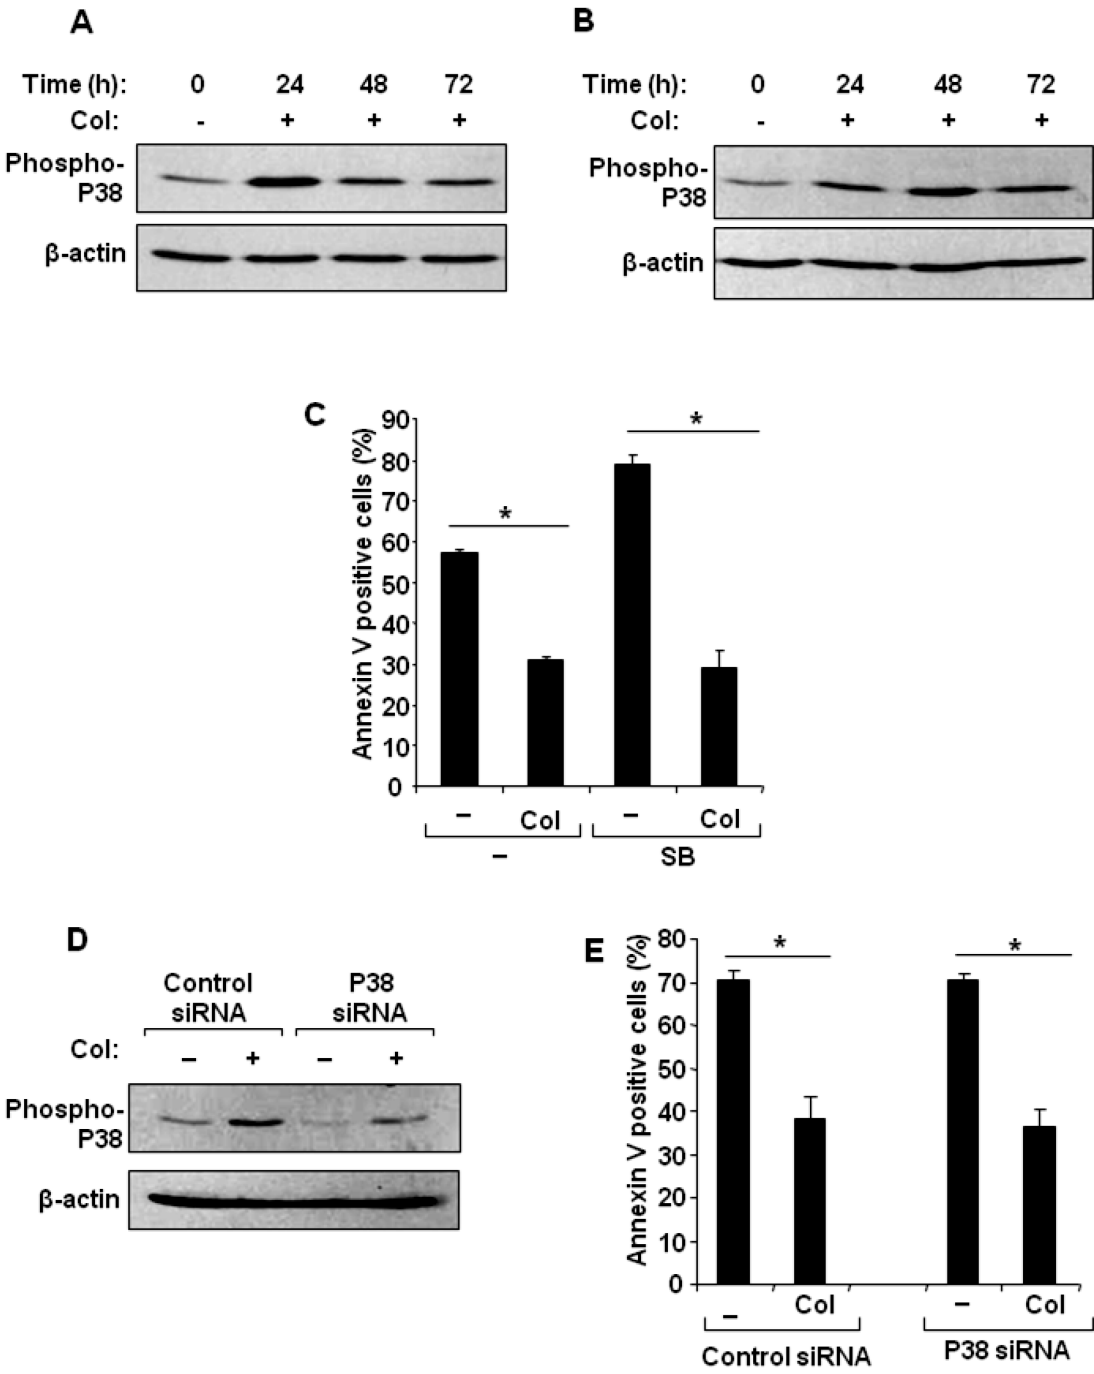 A
Time (h): 0 24 48 72
Col: - + + +
Phospho-
P38
β-actin
B
Time (h): 0 24 48 72
Col: - + + +
Phospho-
P38
β-actin
C
Annexin V positive cells (%)
90
80
70
60
50
40
30
20
10
0
*
*
– Col – Col
– SB
D
Control
siRNA
P38
siRNA
Col: – + – +
Phospho-
P38
β-actin
E
Annexin V positive cells (%)
80
70
60
50
40
30
20
10
0
*
*
– Col – Col
Control siRNA P38 siRNA